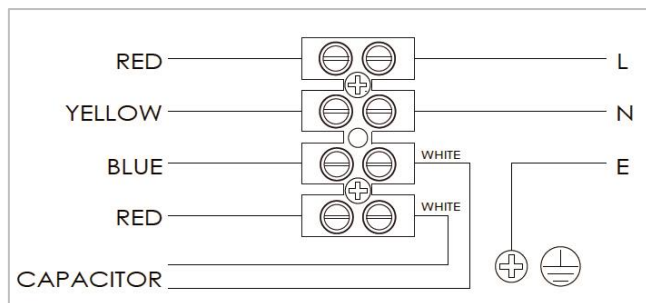 RED L
YELLOW N
BLUE WHITE E
RED WHITE
CAPACITOR